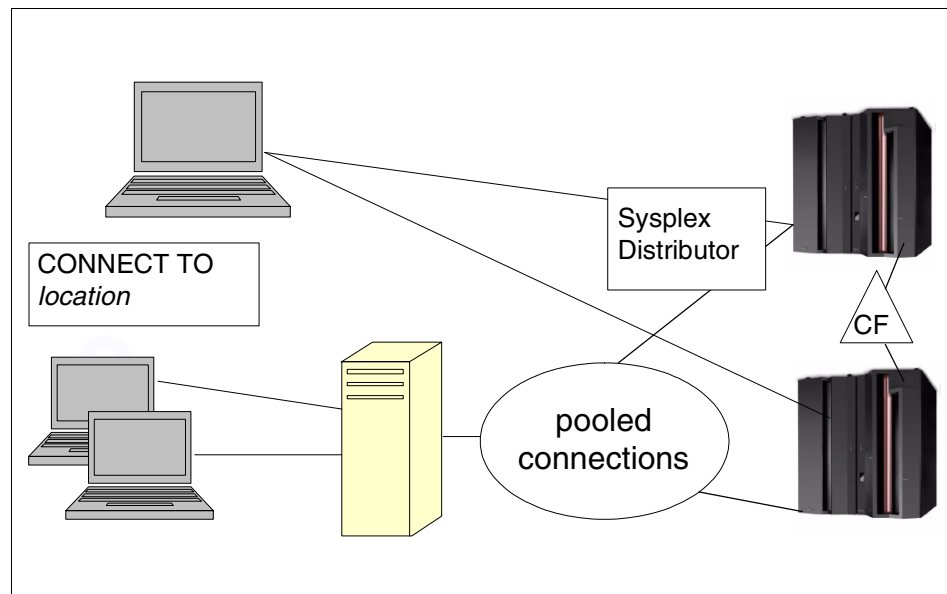 Sysplex
Distributor
CONNECT TO
location
CF
pooled
connections